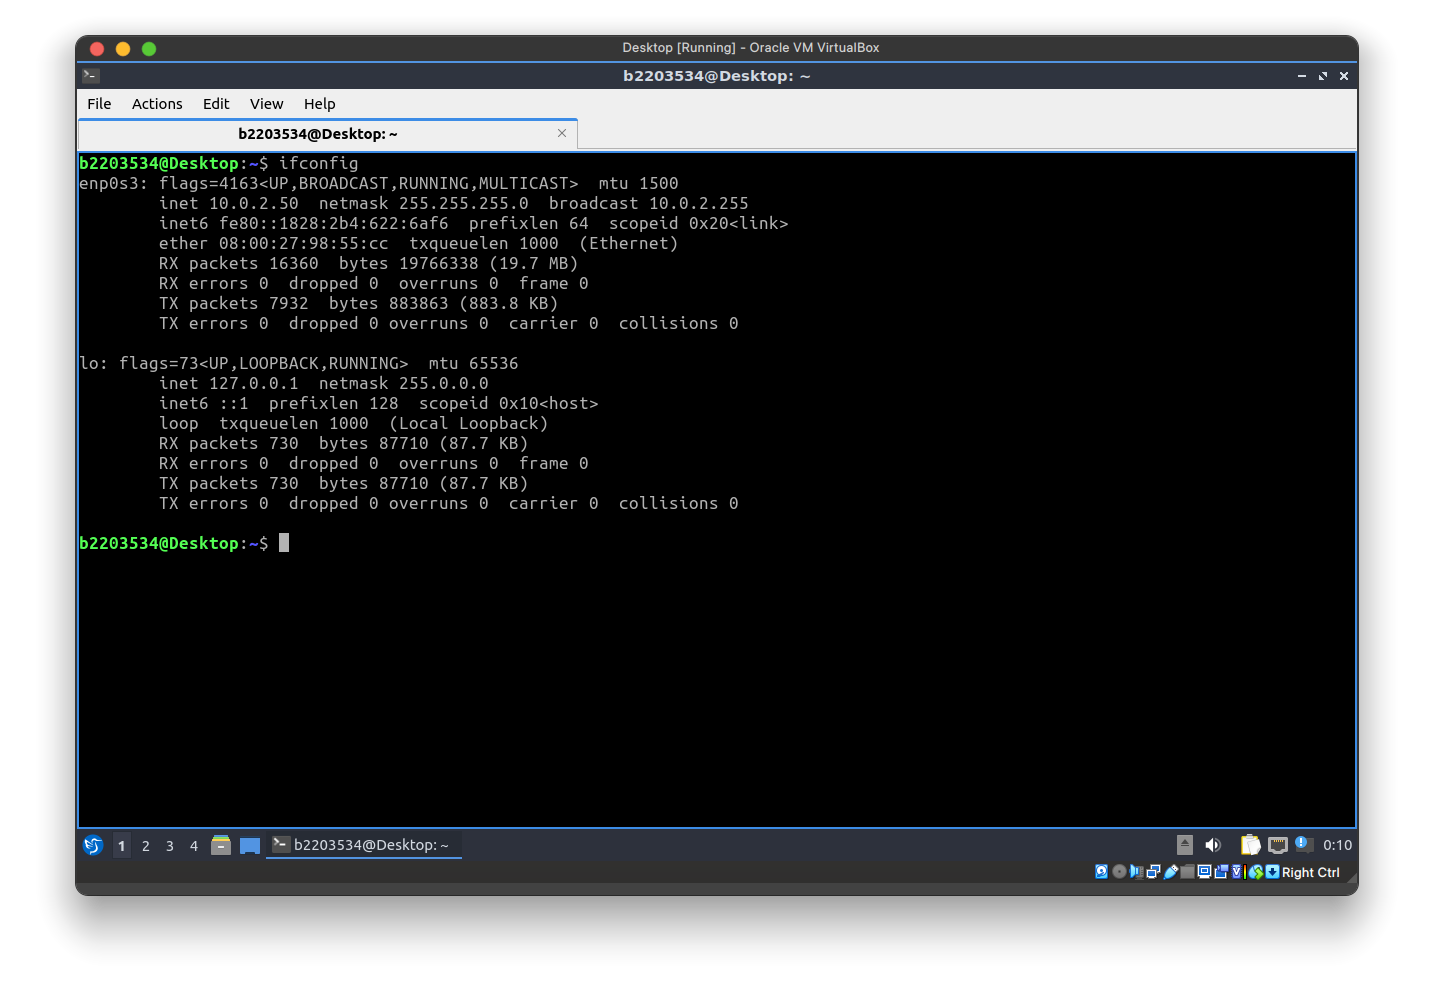 Desktop [Running] - Oracle VM VirtualBox
b2203534@Desktop: ~
File Actions Edit View Help
b2203534@Desktop: ~
b2203534@Desktop:~$ ifconfig
enp0s3: flags=4163<UP,BROADCAST,RUNNING,MULTICAST>  mtu 1500
        inet 10.0.2.50  netmask 255.255.255.0  broadcast 10.0.2.255
        inet6 fe80::1828:2b4:622:6af6  prefixlen 64  scopeid 0x20<link>
        ether 08:00:27:98:55:cc  txqueuelen 1000  (Ethernet)
        RX packets 16360  bytes 19766338 (19.7 MB)
        RX errors 0  dropped 0  overruns 0  frame 0
        TX packets 7932  bytes 883863 (883.8 KB)
        TX errors 0  dropped 0 overruns 0  carrier 0  collisions 0

lo: flags=73<UP,LOOPBACK,RUNNING>  mtu 65536
        inet 127.0.0.1  netmask 255.0.0.0
        inet6 ::1  prefixlen 128  scopeid 0x10<host>
        loop  txqueuelen 1000  (Local Loopback)
        RX packets 730  bytes 87710 (87.7 KB)
        RX errors 0  dropped 0  overruns 0  frame 0
        TX packets 730  bytes 87710 (87.7 KB)
        TX errors 0  dropped 0 overruns 0  carrier 0  collisions 0

b2203534@Desktop:~$
1 2 3 4 b2203534@Desktop: ~ 0:10
Right Ctrl